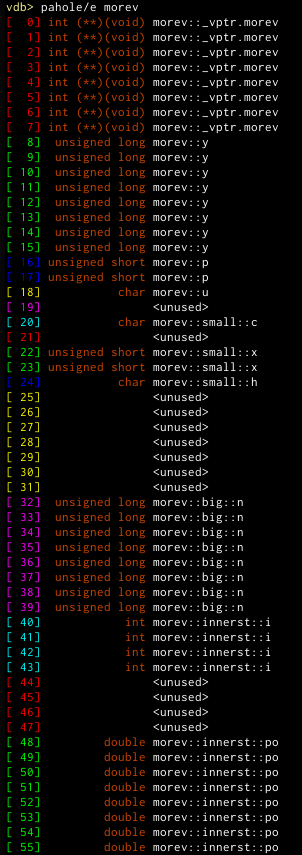 vdb> pahole/e morev
[  0] int (**)(void) morev::_vptr.morev
[  1] int (**)(void) morev::_vptr.morev
[  2] int (**)(void) morev::_vptr.morev
[  3] int (**)(void) morev::_vptr.morev
[  4] int (**)(void) morev::_vptr.morev
[  5] int (**)(void) morev::_vptr.morev
[  6] int (**)(void) morev::_vptr.morev
[  7] int (**)(void) morev::_vptr.morev
[  8]  unsigned long morev::y
[  9]  unsigned long morev::y
[ 10]  unsigned long morev::y
[ 11]  unsigned long morev::y
[ 12]  unsigned long morev::y
[ 13]  unsigned long morev::y
[ 14]  unsigned long morev::y
[ 15]  unsigned long morev::y
[ 16] unsigned short morev::p
[ 17] unsigned short morev::p
[ 18]           char morev::u
[ 19]                <unused>
[ 20]           char morev::small::c
[ 21]                <unused>
[ 22] unsigned short morev::small::x
[ 23] unsigned short morev::small::x
[ 24]           char morev::small::h
[ 25]                <unused>
[ 26]                <unused>
[ 27]                <unused>
[ 28]                <unused>
[ 29]                <unused>
[ 30]                <unused>
[ 31]                <unused>
[ 32]  unsigned long morev::big::n
[ 33]  unsigned long morev::big::n
[ 34]  unsigned long morev::big::n
[ 35]  unsigned long morev::big::n
[ 36]  unsigned long morev::big::n
[ 37]  unsigned long morev::big::n
[ 38]  unsigned long morev::big::n
[ 39]  unsigned long morev::big::n
[ 40]            int morev::innerst::i
[ 41]            int morev::innerst::i
[ 42]            int morev::innerst::i
[ 43]            int morev::innerst::i
[ 44]                <unused>
[ 45]                <unused>
[ 46]                <unused>
[ 47]                <unused>
[ 48]         double morev::innerst::po
[ 49]         double morev::innerst::po
[ 50]         double morev::innerst::po
[ 51]         double morev::innerst::po
[ 52]         double morev::innerst::po
[ 53]         double morev::innerst::po
[ 54]         double morev::innerst::po
[ 55]         double morev::innerst::po